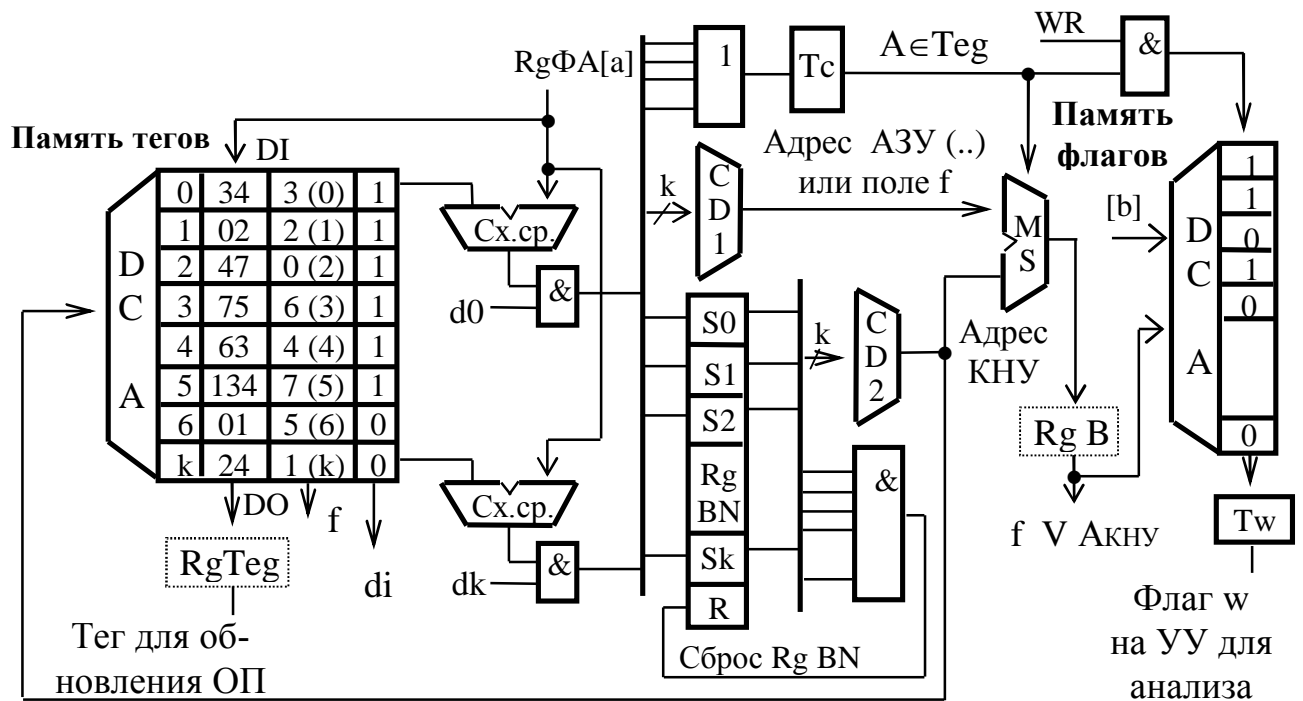 WR
RgФА[a]
1
Tc
A∈Teg
&
Память тегов
DI
Память
флагов
Адрес АЗУ (..)
или поле f
k
C
D
1
M
S
[b]
D
C
A
1
1
0
1
0
0
D
C
A
0 34 3 (0) 1
1 02 2 (1) 1
2 47 0 (2) 1
3 75 6 (3) 1
4 63 4 (4) 1
5 134 7 (5) 1
6 01 5 (6) 0
k 24 1 (k) 0
Сх.ср.
&
d0
S0
S1
S2
Rg
BN
Sk
R
k
C
D
2
Адрес
КНУ
Rg B
&
DO
f
di
Сх.ср.
&
dk
RgTeg
f V АКНУ
Tw
Тег для об-
новления ОП
Сброс Rg BN
Флаг w
на УУ для
анализа